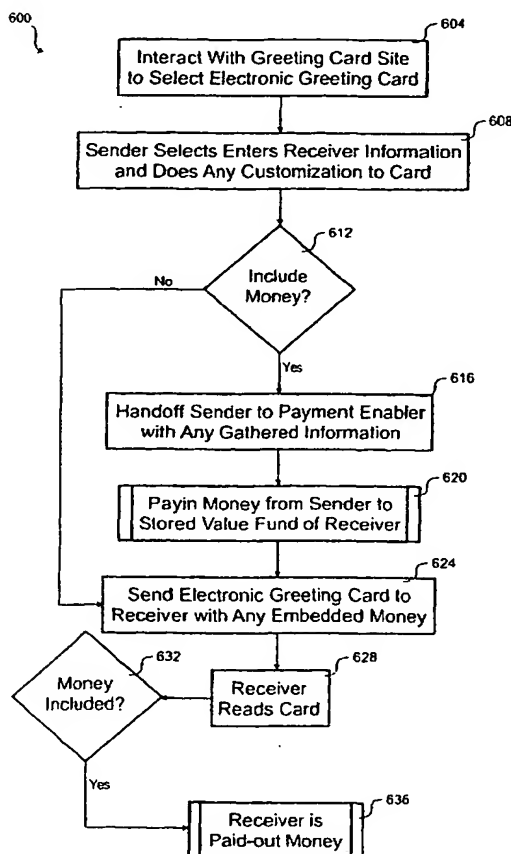 600
604
Interact With Greeting Card Site
to Select Electronic Greeting Card
608
Sender Selects Enters Receiver Information
and Does Any Customization to Card
612
Include
Money?
No
Yes
616
Handoff Sender to Payment Enabler
with Any Gathered Information
620
Payin Money from Sender to
Stored Value Fund of Receiver
624
Send Electronic Greeting Card to
Receiver with Any Embedded Money
632
Money
Included?
628
Receiver
Reads Card
Yes
636
Receiver is
Paid-out Money